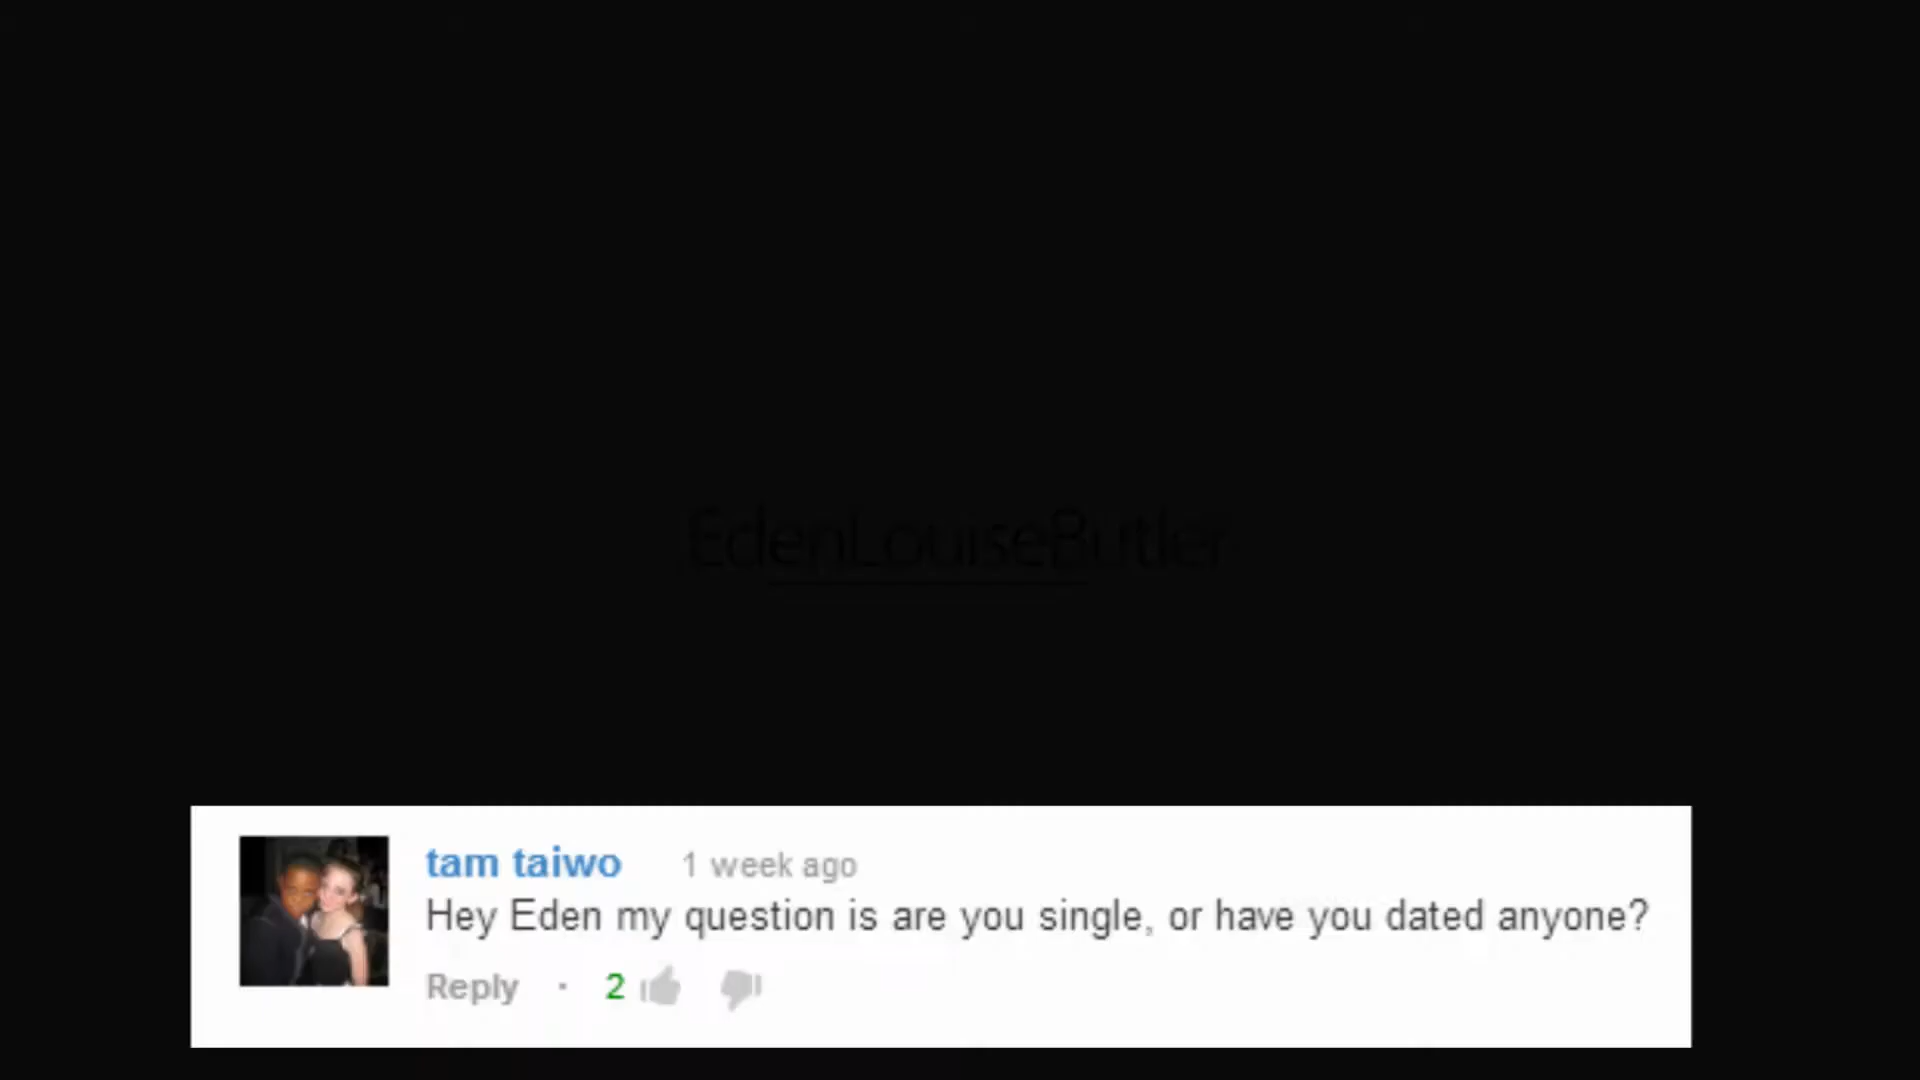 EdenLouiseButler
tam taiwo 1 week ago
Hey Eden my question is are you single, or have you dated anyone?
Reply · 2